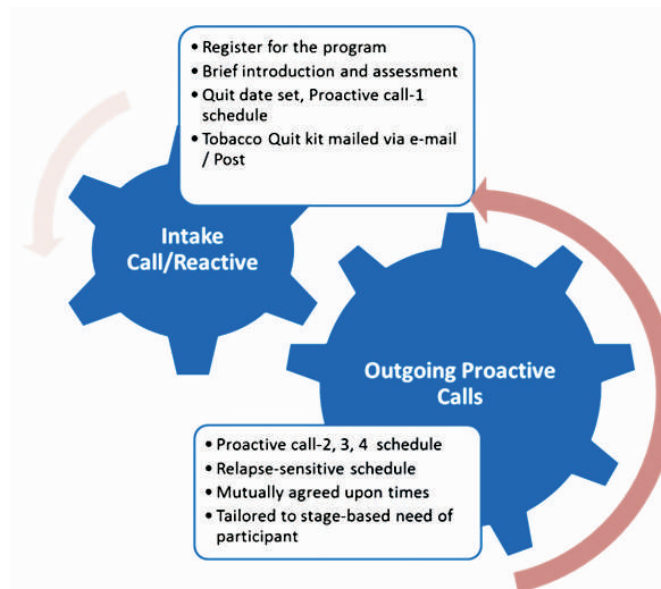 • Register for the program
• Brief introduction and assessment
• Quit date set, Proactive call-1
schedule
• Tobacco Quit kit mailed via e-mail
/ Post
Intake
Call/Reactive
Outgoing Proactive
Calls
• Proactive call-2, 3, 4 schedule
• Relapse-sensitive schedule
• Mutually agreed upon times
• Tailored to stage-based need of
participant